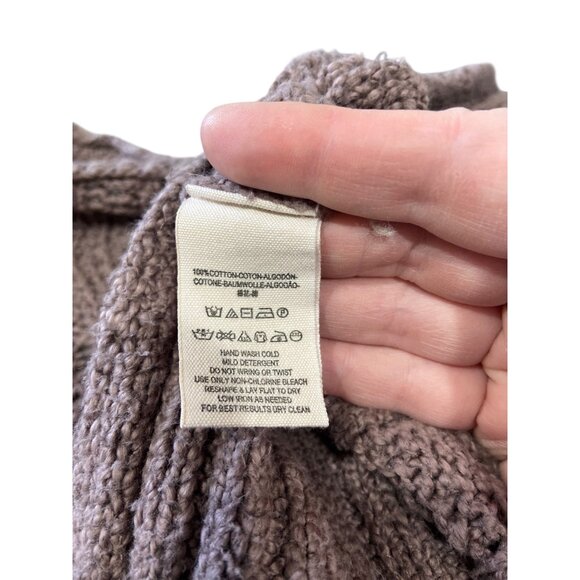 100%COTTON-COTON-ALGODÓN-
COTONE-BAUMWOLLE-ALGODÃO-
HAND WASH COLD
MILD DETERGENT
DO NOT WRING OR TWIST
USE ONLY NON-CHLORINE BLEACH
RESHAPE & LAY FLAT TO DRY
LOW IRON AS NEEDED
FOR BEST RESULTS DRY CLEAN